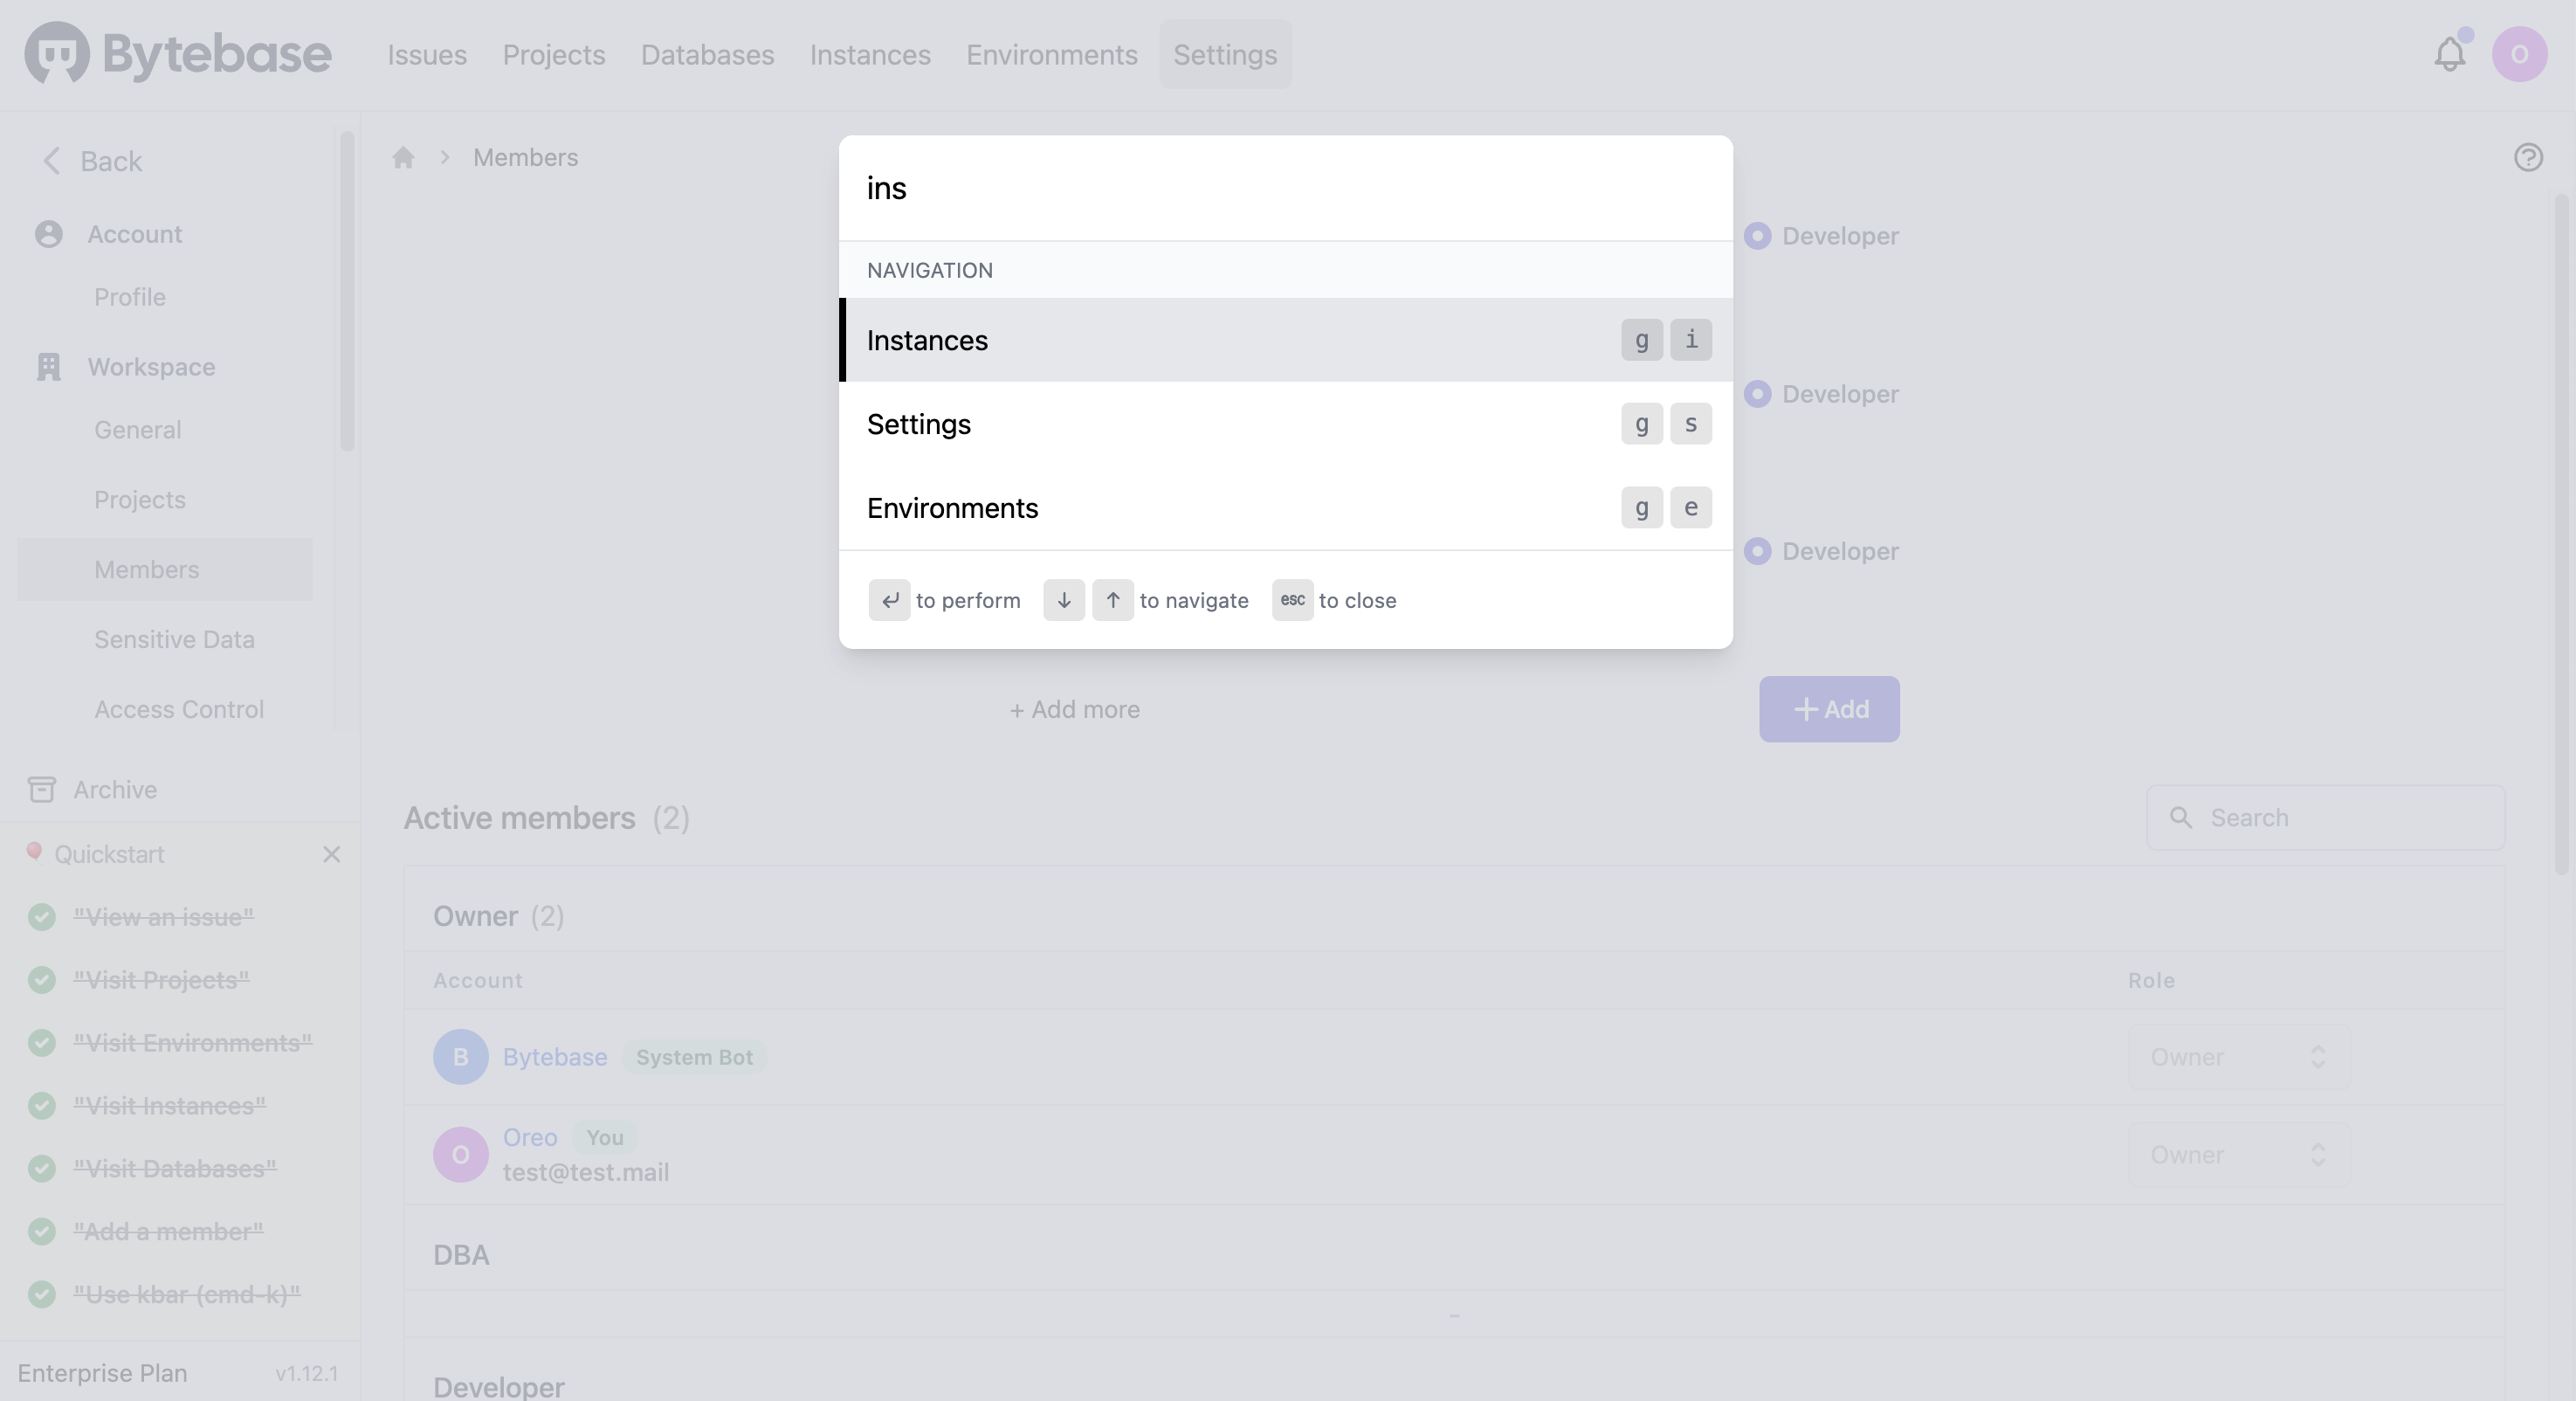 Bytebase
Issues Projects Databases Instances Environments Settings
O
Back
Account
Profile
Workspace
General
Projects
Members
Sensitive Data
Access Control
Archive
Quickstart
"View an issue"
"Visit Projects"
"Visit Environments"
"Visit Instances"
"Visit Databases"
"Add a member"
"Use kbar (cmd-k)"
Enterprise Plan v1.12.1
Members
ins
NAVIGATION
Instances g i
Settings g s
Environments g e
to perform to navigate esc to close
Developer
Developer
Developer
+ Add more
Add
Active members (2)
Search
Owner (2)
Account Role
B Bytebase System Bot Owner
O Oreo You Owner
test@test.mail
DBA
-
Developer